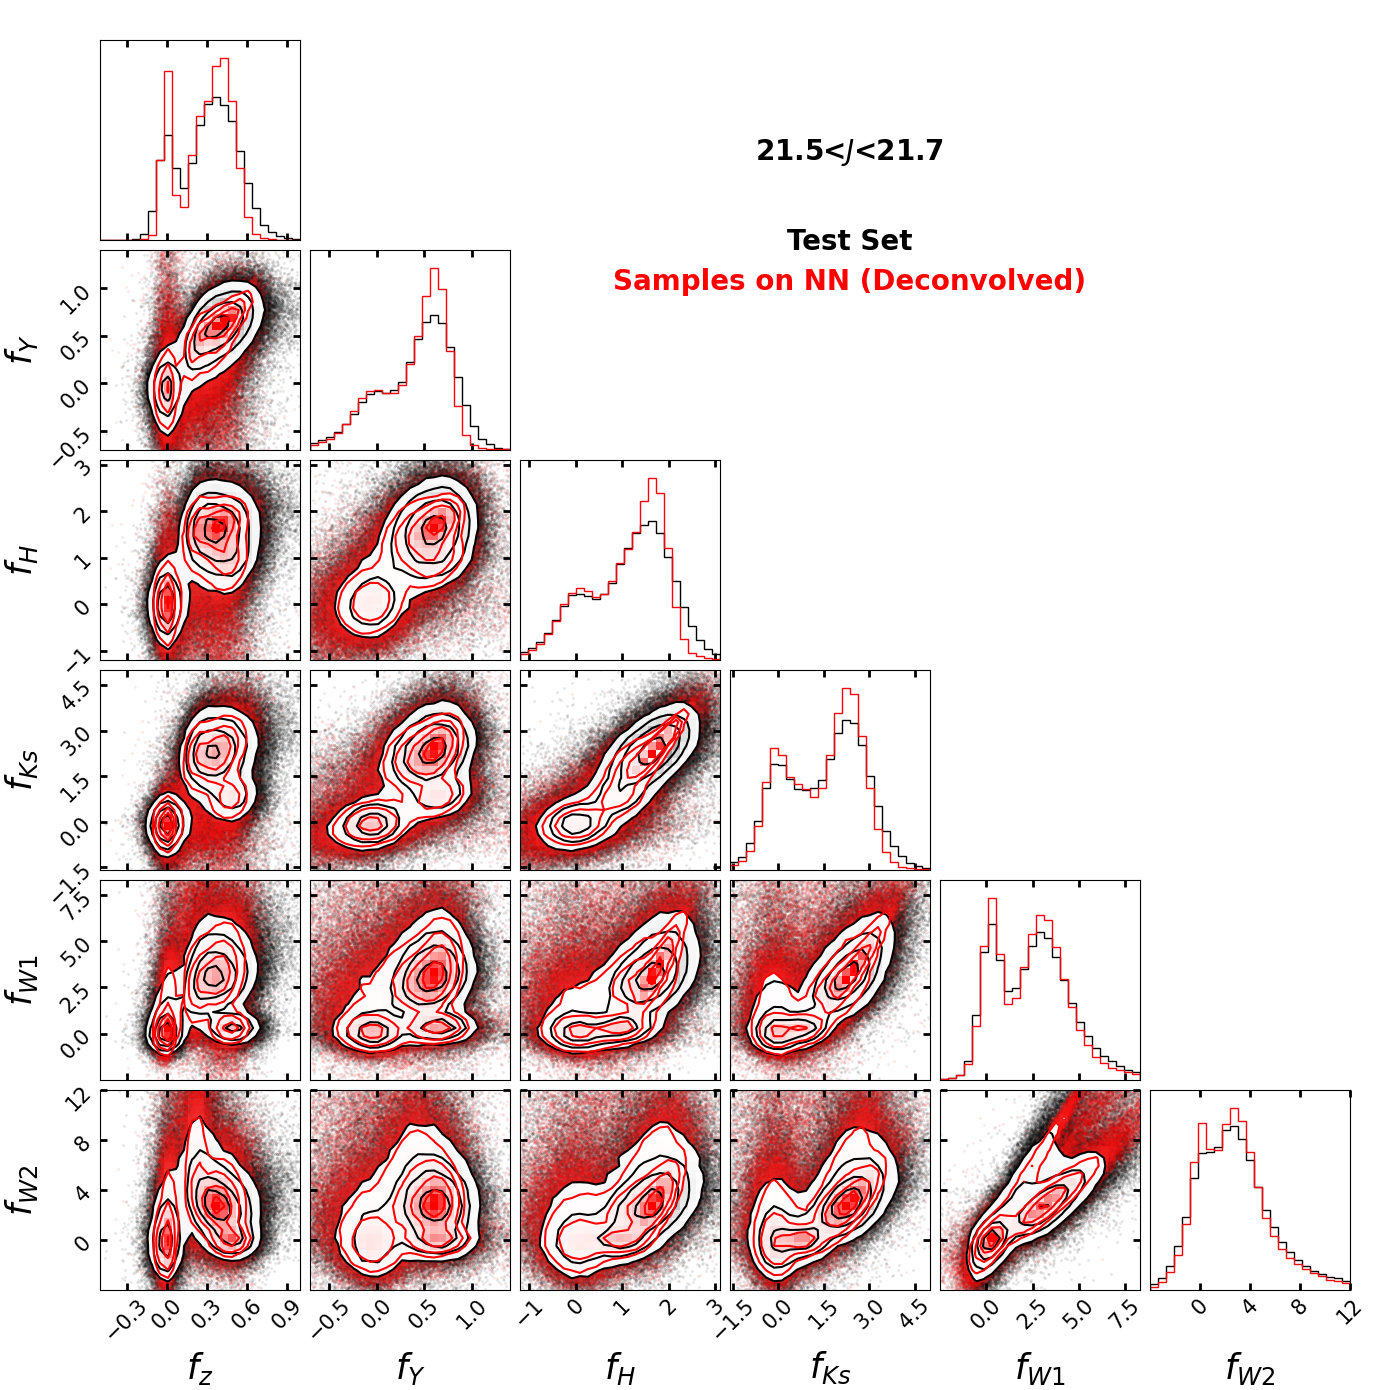 21.5<J<21.7
Test Set
Samples on NN (Deconvolved)
f_Y
1.0
0.5
0.0
−0.5
f_H
3
2
1
0
−1
f_Ks
4.5
3.0
1.5
0.0
−1.5
f_W1
7.5
5.0
2.5
0.0
f_W2
12
8
4
0
−0.3 0.0 0.3 0.6 0.9 −0.5 0.0 0.5 1.0 −1 0 1 2 3 −1.5 0.0 1.5 3.0 4.5 0.0 2.5 5.0 7.5 0 4 8 12
f_z f_Y f_H f_Ks f_W1 f_W2